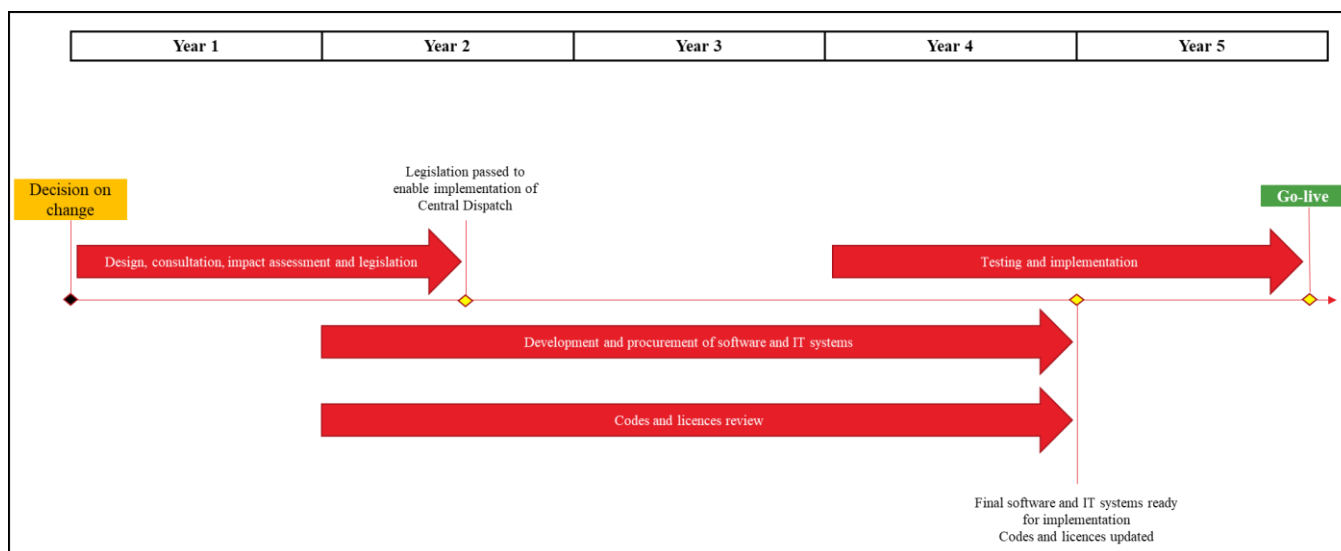 Year 1
Year 2
Year 3
Year 4
Year 5
Decision on
change
Legislation passed to
enable implementation of
Central Dispatch
Go-live
Design, consultation, impact assessment and legislation
Testing and implementation
Development and procurement of software and IT systems
Codes and licences review
Final software and IT systems ready
for implementation
Codes and licences updated